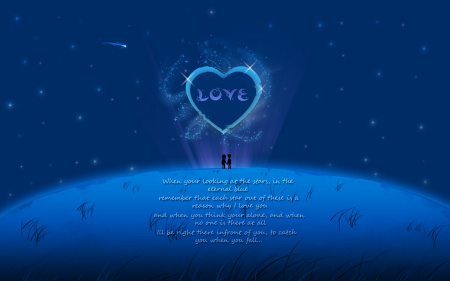 LOVE
When your looking at the stars, in the
eternal blue
remember that each star out of these is a
reason why I love you
and when you think your alone, and when
no one is there at all
I'll be right there infront of you, to catch
you when you fall...